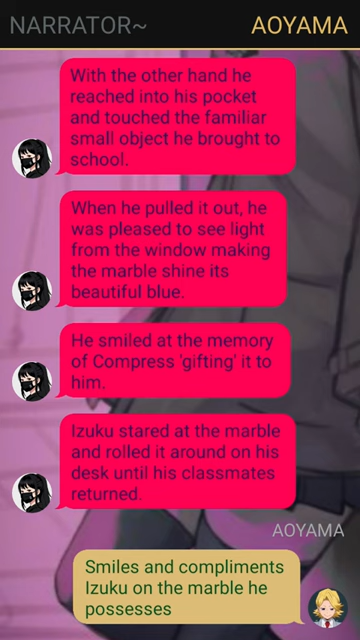 NARRATOR~ AOYAMA
With the other hand he
reached into his pocket
and touched the familiar
small object he brought to
school.
When he pulled it out, he
was pleased to see light
from the window making
the marble shine its
beautiful blue.
He smiled at the memory
of Compress 'gifting' it to
him.
Izuku stared at the marble
and rolled it around on his
desk until his classmates
returned.
AOYAMA
Smiles and compliments
Izuku on the marble he
possesses